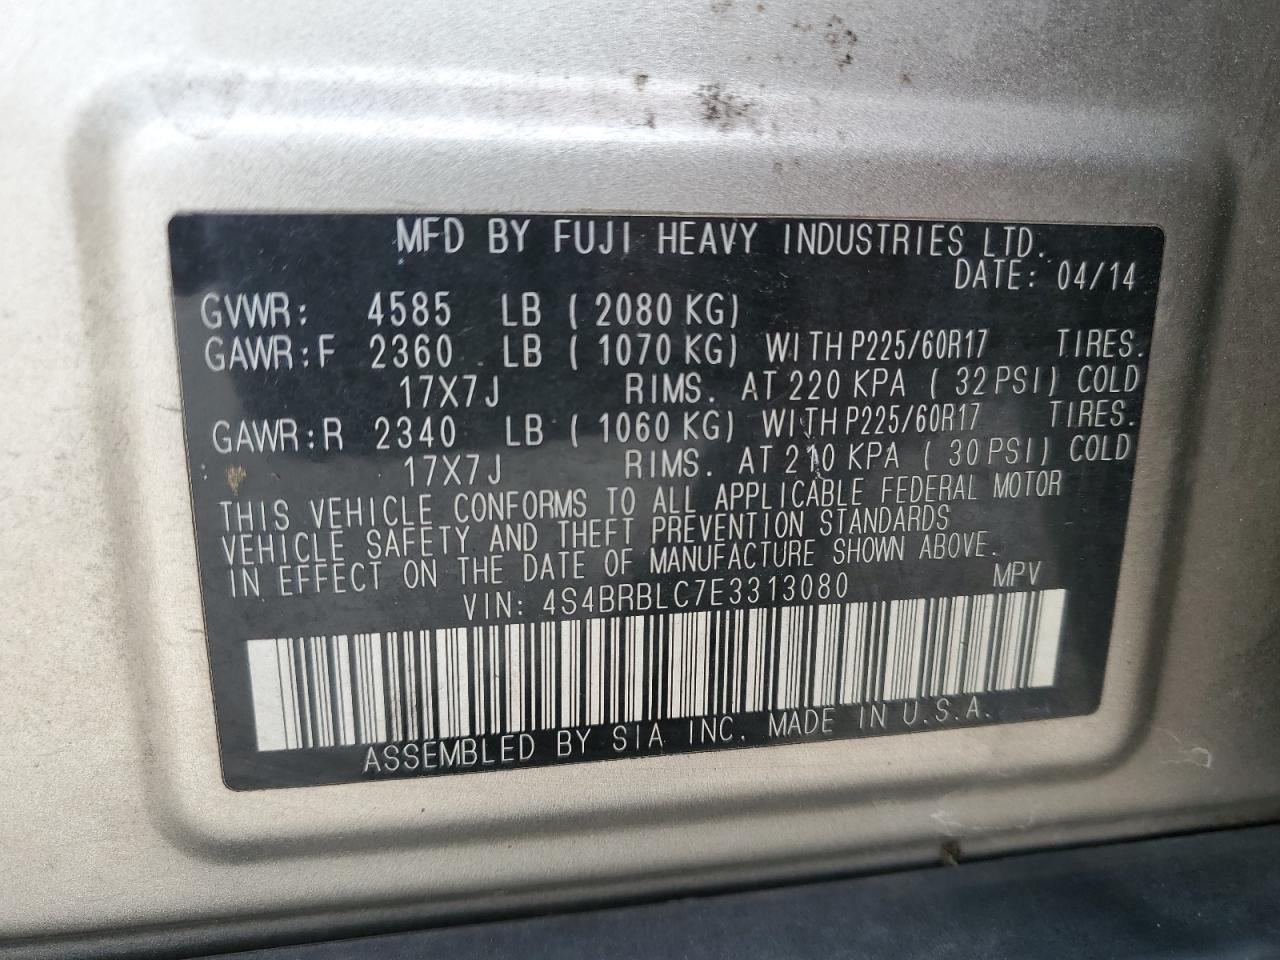 MFD BY FUJI HEAVY INDUSTRIES LTD.
DATE: 04/14
GVWR: 4585 LB ( 2080 KG)
GAWR:F 2360 LB ( 1070 KG) WITH P225/60R17 TIRES.
17X7J RIMS. AT 220 KPA ( 32 PSI) COLD
GAWR:R 2340 LB ( 1060 KG) WITH P225/60R17 TIRES.
17X7J RIMS. AT 210 KPA ( 30 PSI) COLD
THIS VEHICLE CONFORMS TO ALL APPLICABLE FEDERAL MOTOR
VEHICLE SAFETY AND THEFT PREVENTION STANDARDS
IN EFFECT ON THE DATE OF MANUFACTURE SHOWN ABOVE.
VIN: 4S4BRBLC7E3313080 MPV
ASSEMBLED BY SIA INC. MADE IN U.S.A.